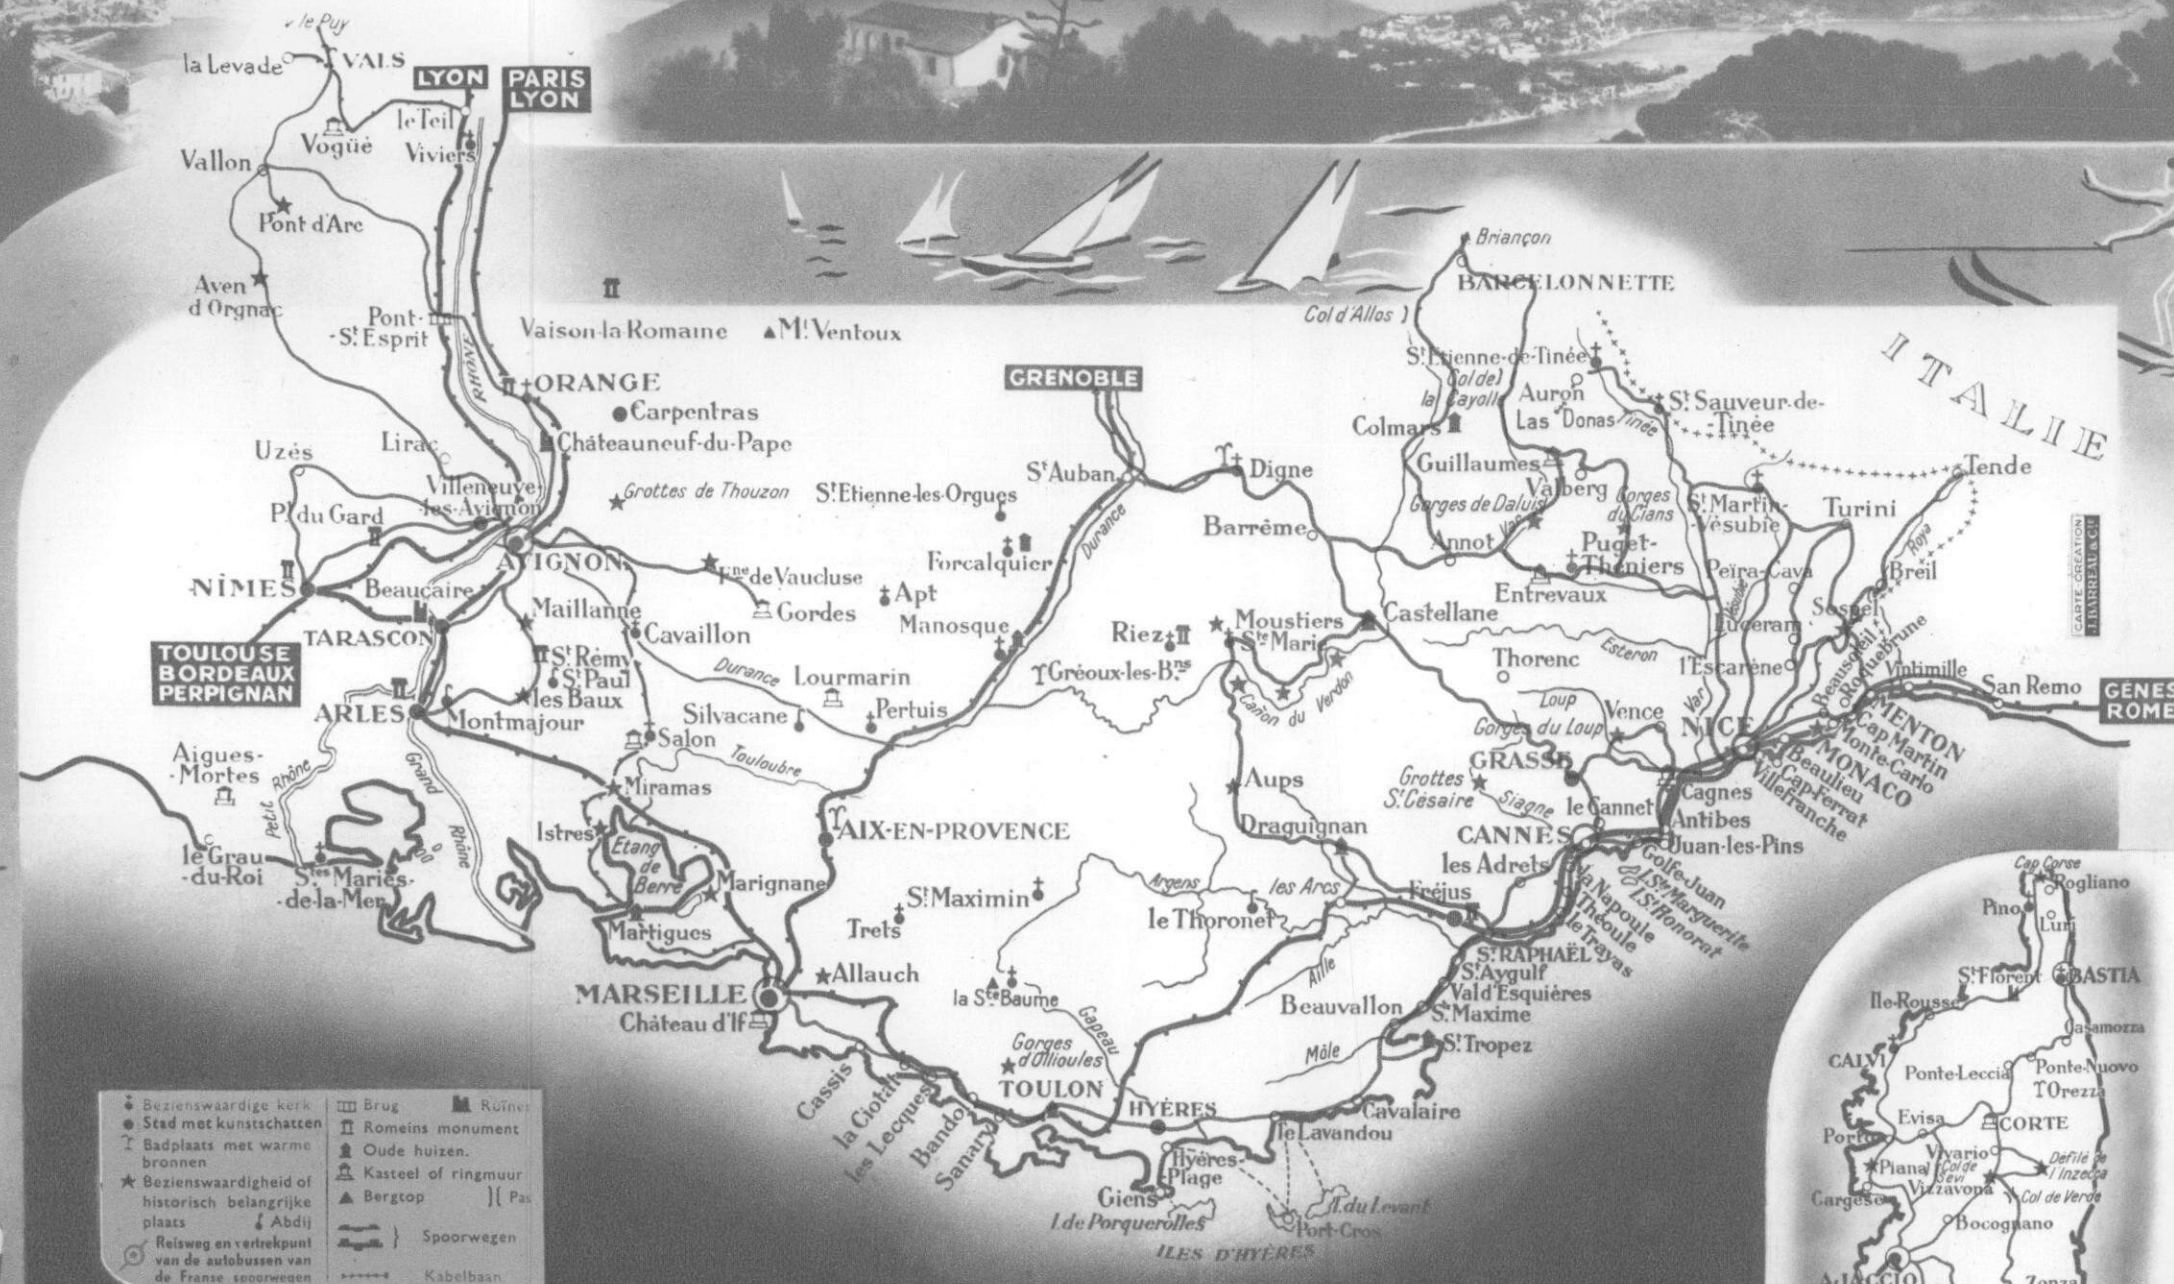 le Puy
la Levade
VALS
LYON
PARIS
LYON
le Teil
Vogüé
Viviers
Vallon
Pont d'Arc
Aven
d'Orgnac
Pont-
-St Esprit
RHONE
Vaison-la-Romaine
Mt Ventoux
ORANGE
Carpentras
Châteauneuf-du-Pape
Uzès
Lirac
Villeneuve-
-les-Avignon
Grottes de Thouzon
P. du Gard
AVIGNON
NÎMES
Beaucaire
TARASCON
TOULOUSE
BORDEAUX
PERPIGNAN
Maillanne
Fne de Vaucluse
Gordes
Cavaillon
St Rémy
St Paul
les Baux
ARLES
Montmajour
Durance
Lourmarin
Silvacane
Pertuis
Salon
Touloubre
Miramas
Aigues-
-Mortes
Petit Rhône
Grand Rhône
le Grau
-du-Roi
Stes Maries-
-de-la-Mer
Istres
Etang
de
Berre
Marignane
Martigues
AIX-EN-PROVENCE
MARSEILLE
Château d'If
Allauch
Trets
St Maximin
la Ste Baume
GRENOBLE
St Auban
Digne
St Etienne-les-Orgues
Forcalquier
Durance
Apt
Manosque
Barrême
Riez
Moustiers
Ste Marie
Gréoux-les-Bns
Castellane
Cañon du Verdon
Aups
Draguignan
Argens
le Thoronet
les Arcs
Fréjus
Aille
Gapeau
Gorges
d'Ollioules
TOULON
HYÈRES
Cassis
la Ciotat
les Lecques
Bandol
Sanary
Hyères-
Plage
Giens
I. de Porquerolles
Port-Cros
I. du Levant
ILES D'HYÈRES
le Lavandou
Cavalaire
Môle
St Tropez
Beauvallon
Ste Maxime
Val d'Esquières
St Aygulf
St RAPHAËL
Briançon
BARCELONNETTE
Col d'Allos
St Etienne-de-Tinée
Col de
la Cayolle
Auron
Las Donas
Tinée
St Sauveur-de-
-Tinée
Colmars
Guillaumes
Valberg
Gorges de Daluis
Var
Gorges
du Cians
Annot
Puget-
Théniers
Entrevaux
St Martin-
-Vésubie
Turini
Tende
ITALIE
Roya
Breil
Peïra-Cava
Vésubie
Sospel
Luceram
l'Escarène
Esteron
Var
Thorenc
Loup
Gorges du Loup
Vence
NICE
GRASSE
Grottes
St Césaire
Siagne
le Cannet
Cagnes
Antibes
Juan-les-Pins
CANNES
les Adrets
Golfe-Juan
I. Ste Marguerite
I. St Honorat
la Napoule
Théoule
le Trayas
Beausoleil
Roquebrune
Vintimille
San Remo
GÊNES
ROME
MENTON
Cap Martin
Monte-Carlo
MONACO
Beaulieu
Cap-Ferrat
Villefranche
CARTE-CRÉATION
J. BARREAU & Cie
Cap Corse
Rogliano
Pino
Luri
St Florent
BASTIA
Ile-Rousse
Casamozza
CALVI
Ponte-Leccia
Ponte-Nuovo
Orezza
Evisa
CORTE
Porto
Vivario
Piana
Col de
Sevi
Défilé de
l'Inzecca
Cargèse
Vizzavona
Col de Verde
Bocognano
AJACCIO
Zonza
Bezienswaardige kerk
Stad met kunstschatten
Badplaats met warme
bronnen
Bezienswaardigheid of
historisch belangrijke
plaats
Abdij
Reisweg en vertrekpunt
van de autobussen van
de Franse spoorwegen
Brug
Ruïnes
Romeins monument
Oude huizen.
Kasteel of ringmuur
Bergtop
Pas
Spoorwegen
Kabelbaan